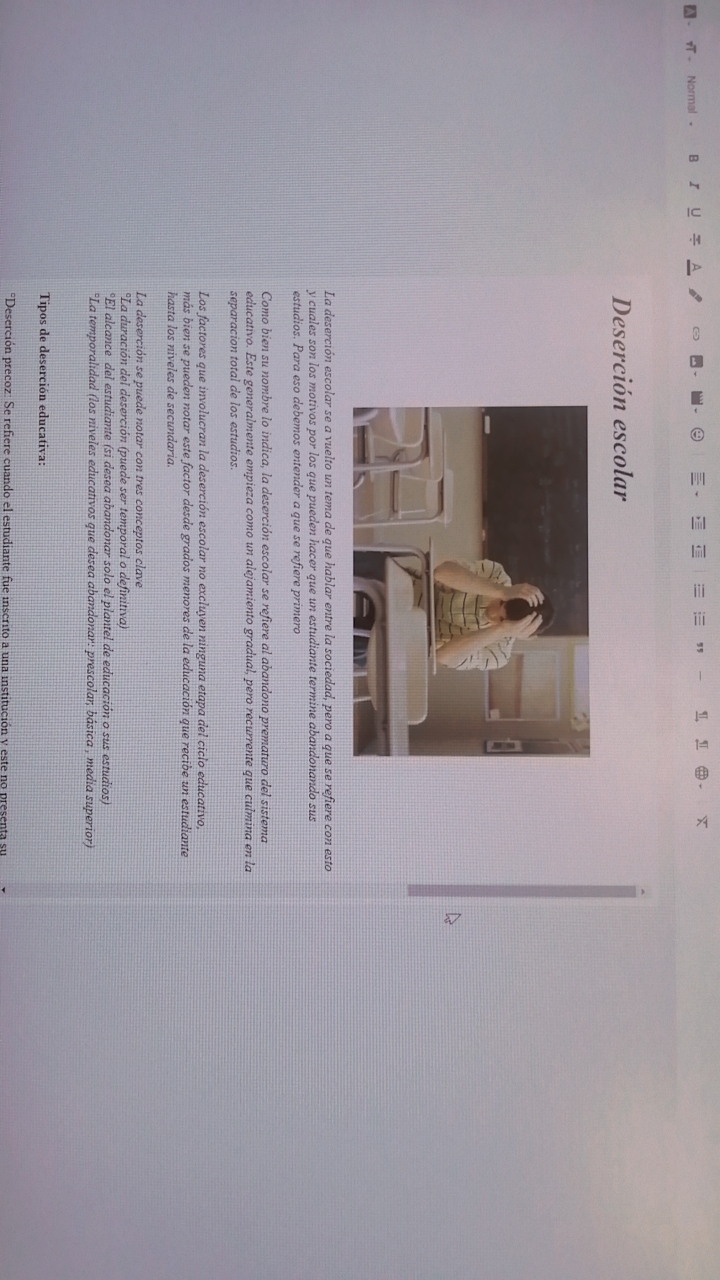 Normal
Deserción escolar
La deserción escolar se a vuelto un tema de que hablar entre la sociedad, pero a que se refiere con esto
y cuales son los motivos por los que pueden hacer que un estudiante termine abandonando sus
estudios. Para eso debemos entender a que se refiere primero
Como bien su nombre lo indica, la deserción escolar se refiere al abandono prematuro del sistema
educativo. Este generalmente empieza como un alejamiento gradual, pero recurrente que culmina en la
separacion total de los estudios.
Los factores que involucran la deserción escolar no excluyen ninguna etapa del ciclo educativo,
más bien se pueden notar este factor desde grados menores de la educación que recibe un estudiante
hasta los niveles de secundaria.
La deserción se puede notar con tres conceptos clave
°La duración del deserción (puede ser temporal o definitiva)
°El alcance  del estudiante (si desea abandonar solo el plantel de educación o sus estudios)
°La temporalidad (los niveles educativos que desea abandonar: prescolar, básica , media superior)
Tipos de deserción educativa:
°Deserción precoz: Se refiere cuando el estudiante fue inscrito a una institución y este no presenta su